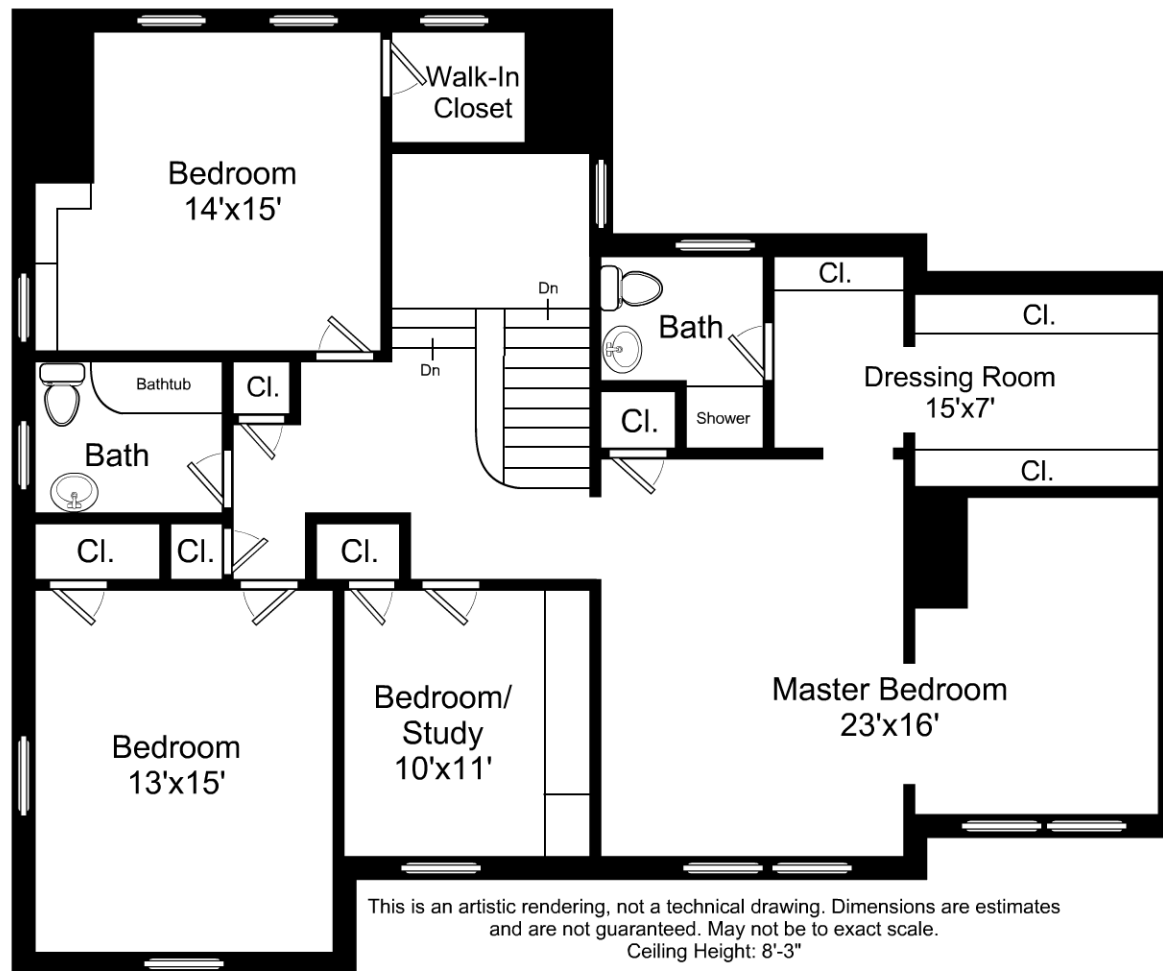 Walk-In
Closet
Bedroom
14'x15'
Dn
Dn
Cl.
Bath
Cl.
Dressing Room
15'x7'
Bathtub
Cl.
Bath
Cl.
Shower
Cl.
Cl.
Cl.
Cl.
Bedroom
13'x15'
Bedroom/
Study
10'x11'
Master Bedroom
23'x16'
This is an artistic rendering, not a technical drawing. Dimensions are estimates
and are not guaranteed. May not be to exact scale.
Ceiling Height: 8'-3"